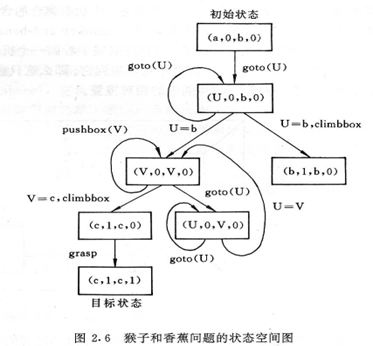 初始状态
(a,0,b,0)
goto(U)
goto(U)
(U,0,b,0)
pushbox(V)
U=b
U=b,climbbox
(V,0,V,0)
(b,1,b,0)
goto(U)
V=c,climbbox
U=V
(c,1,c,0)
(U,0,V,0)
grasp
goto(U)
(c,1,c,1)
目标状态
图 2.6 猴子和香蕉问题的状态空间图